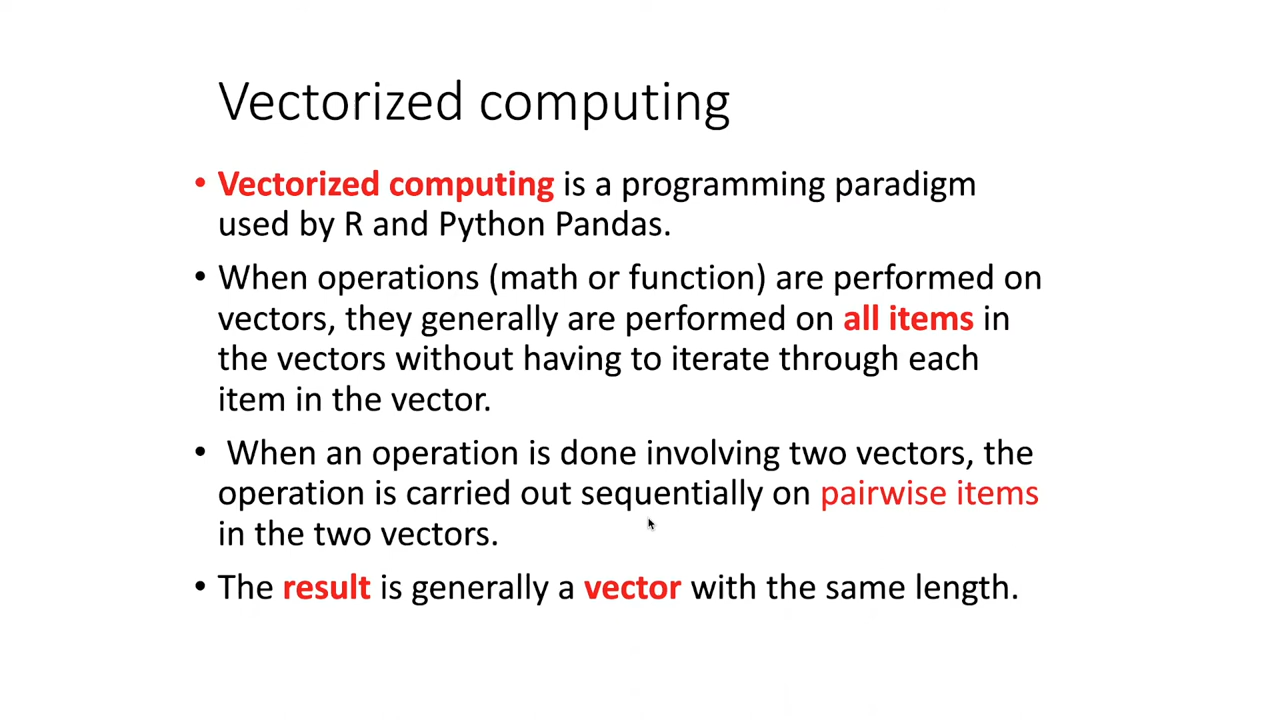 Vectorized computing
• Vectorized computing is a programming paradigm
used by R and Python Pandas.
• When operations (math or function) are performed on
vectors, they generally are performed on all items in
the vectors without having to iterate through each
item in the vector.
• When an operation is done involving two vectors, the
operation is carried out sequentially on pairwise items
in the two vectors.
• The result is generally a vector with the same length.